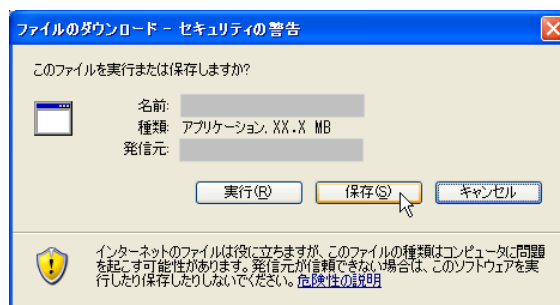 ファイルのダウンロード - セキュリティの警告
このファイルを実行または保存しますか?
名前:
種類: アプリケーション, XX.X MB
発信元:
実行(R) 保存(S) キャンセル
インターネットのファイルは役に立ちますが、このファイルの種類はコンピュータに問題
を起こす可能性があります。発信元が信頼できない場合は、このソフトウェアを実
行したり保存したりしないでください。危険性の説明